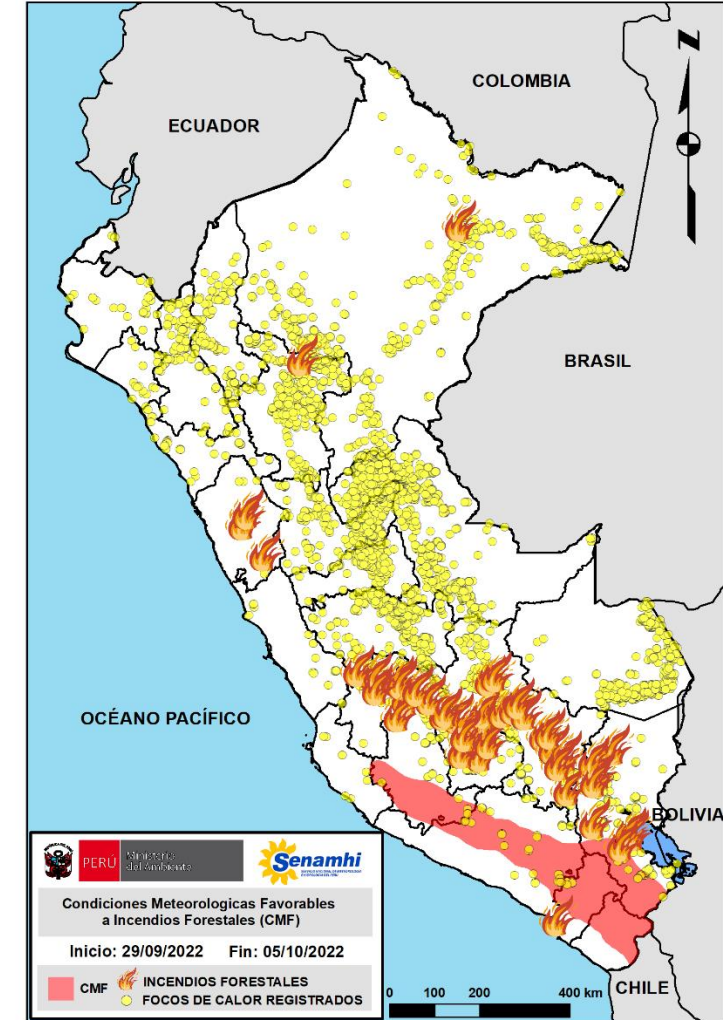 COLOMBIA
ECUADOR
N
BRASIL
OCÉANO PACÍFICO
BOLIVIA
PERÚ
Ministerio
del Ambiente
Senamhi
Condiciones Meteorologicas Favorables
a Incendios Forestales (CMF)
Inicio: 29/09/2022 Fin: 05/10/2022
CMF
INCENDIOS FORESTALES
FOCOS DE CALOR REGISTRADOS
0 100 200 400 km
CHILE